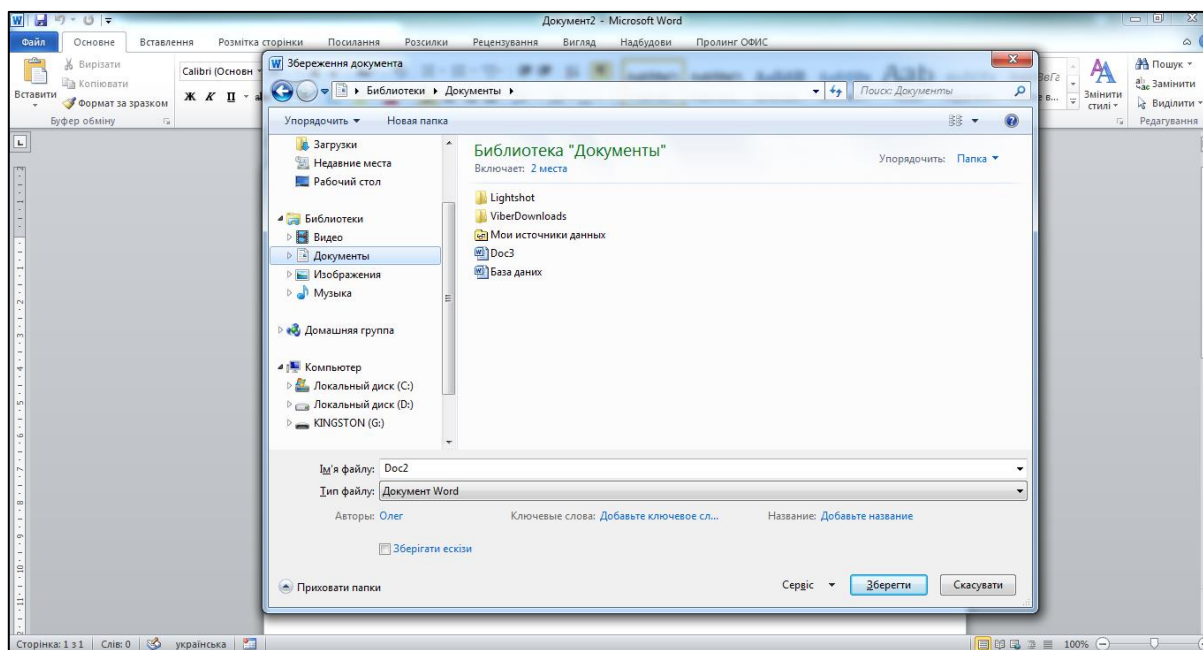 Документ2 - Microsoft Word
Файл Основне Вставлення Розмітка сторінки Посилання Розсилки Рецензування Вигляд Надбудови Пролинг ОФИС
Вставити
Вирізати
Копіювати
Формат за зразком
Буфер обміну
Calibri (Основн
Ж К П
Змінити стилі
Пошук
Замінити
Виділити
Редагування
Збереження документа
Библиотеки Документы
Поиск: Документы
Упорядочить Новая папка
Загрузки
Недавние места
Рабочий стол
Библиотеки
Видео
Документы
Изображения
Музыка
Домашняя группа
Компьютер
Локальный диск (C:)
Локальный диск (D:)
KINGSTON (G:)
Библиотека "Документы"
Включает: 2 места
Упорядочить: Папка
Lightshot
ViberDownloads
Мои источники данных
Doc3
База даних
Ім'я файлу: Doc2
Тип файлу: Документ Word
Авторы: Олег Ключевые слова: Добавьте ключевое сл... Название: Добавьте название
Зберігати ескізи
Приховати папки Сервіс Зберегти Скасувати
Сторінка: 1 з 1 Слів: 0 українська 100%